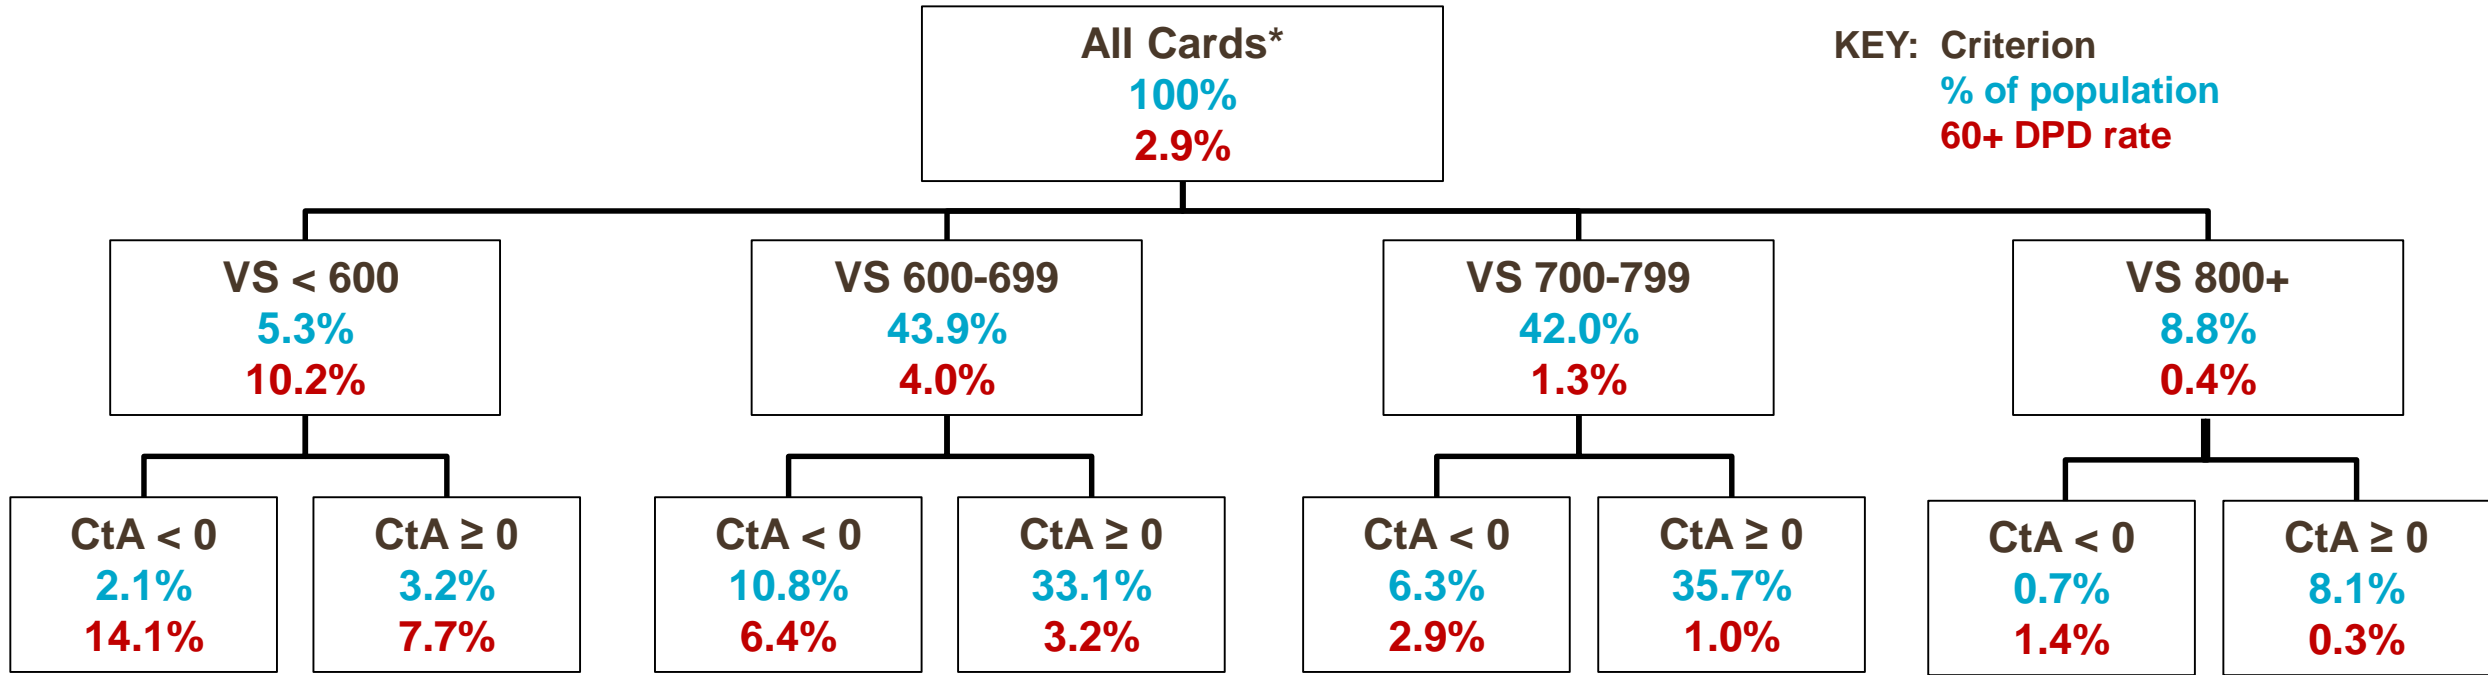 All Cards*
100%
2.9%
KEY: Criterion
% of population
60+ DPD rate
VS < 600
5.3%
10.2%
VS 600-699
43.9%
4.0%
VS 700-799
42.0%
1.3%
VS 800+
8.8%
0.4%
CtA < 0
2.1%
14.1%
CtA ≥ 0
3.2%
7.7%
CtA < 0
10.8%
6.4%
CtA ≥ 0
33.1%
3.2%
CtA < 0
6.3%
2.9%
CtA ≥ 0
35.7%
1.0%
CtA < 0
0.7%
1.4%
CtA ≥ 0
8.1%
0.3%